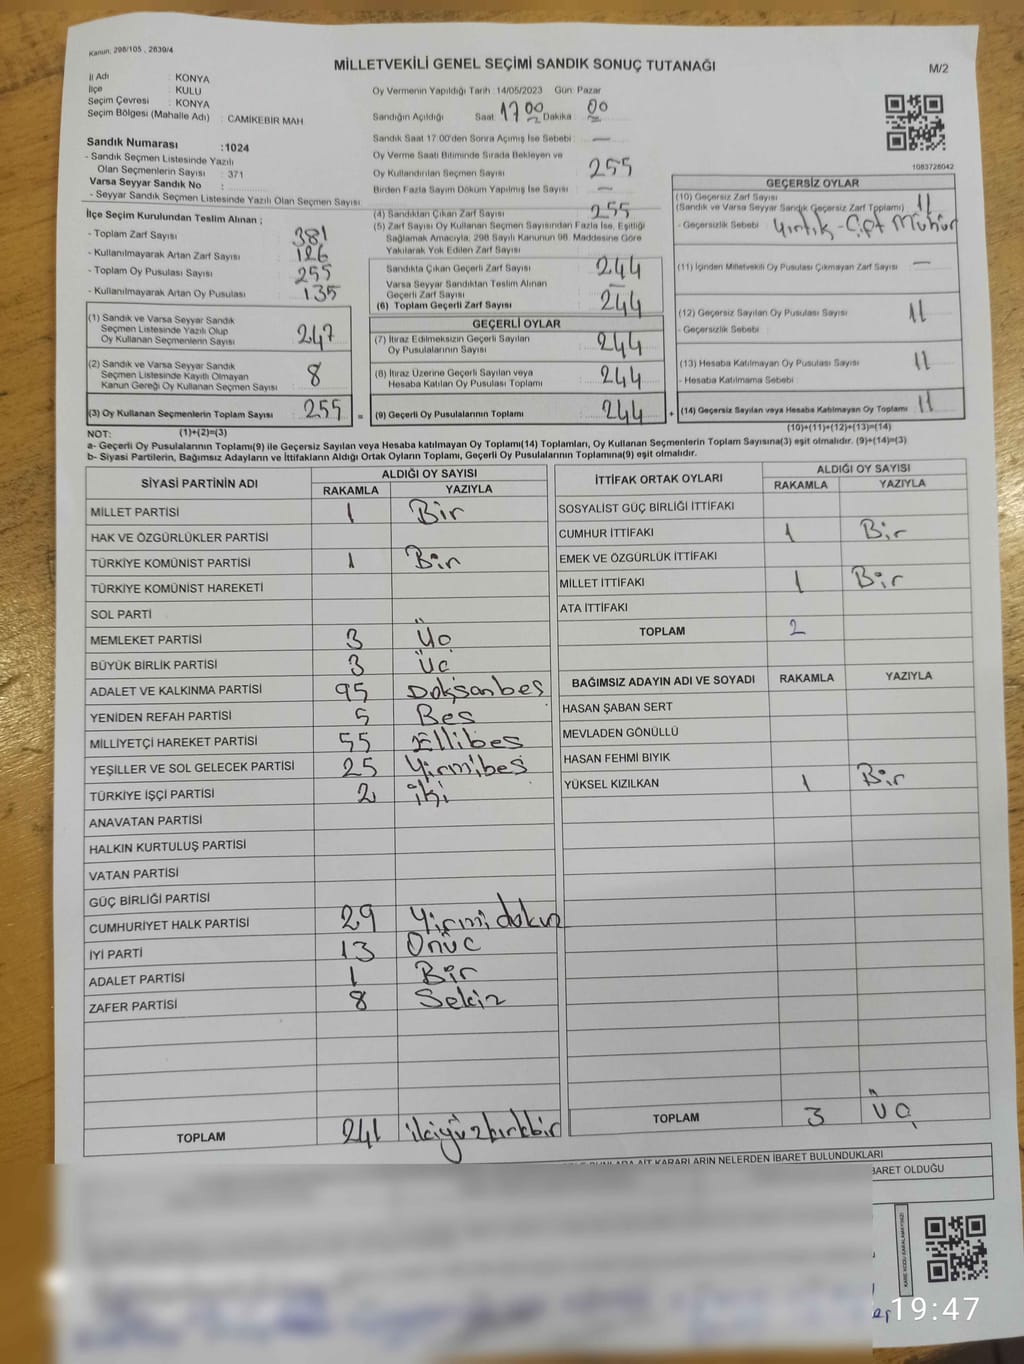 Kanun: 298/105 , 2839/4
MİLLETVEKİLİ GENEL SEÇİMİ SANDIK SONUÇ TUTANAĞI
M/2
İl Adı : KONYA
İlçe : KULU
Seçim Çevresi : KONYA
Seçim Bölgesi (Mahalle Adı) : CAMİKEBİR MAH.
Sandık Numarası :1024
- Sandık Seçmen Listesinde Yazılı
Olan Seçmenlerin Sayısı : 371
Varsa Seyyar Sandık No :
- Seyyar Sandık Seçmen Listesinde Yazılı Olan Seçmen Sayısı
İlçe Seçim Kurulundan Teslim Alınan ;
- Toplam Zarf Sayısı 381
- Kullanılmayarak Artan Zarf Sayısı 126
- Toplam Oy Pusulası Sayısı 255
- Kullanılmayarak Artan Oy Pusulası 135
(1) Sandık ve Varsa Seyyar Sandık
Seçmen Listesinde Yazılı Olup
Oy Kullanan Seçmenlerin Sayısı 247
(2) Sandık ve Varsa Seyyar Sandık
Seçmen Listesinde Kayıtlı Olmayan
Kanun Gereği Oy Kullanan Seçmen Sayısı 8
(3) Oy Kullanan Seçmenlerin Toplam Sayısı 255 =
Oy Vermenin Yapıldığı Tarih :14/05/2023 Gün: Pazar
Sandığın Açıldığı Saat 17 00 Dakika 00
Sandık Saat 17:00'den Sonra Açımış İse Sebebi : —
Oy Verme Saati Bitiminde Sırada Bekleyen ve
Oy Kullandırılan Seçmen Sayısı 255
Birden Fazla Sayım Döküm Yapılmış İse Sayısı —
(4) Sandıktan Çıkan Zarf Sayısı 255
(5) Zarf Sayısı Oy Kullanan Seçmen Sayısından Fazla İse, Eşitliği
Sağlamak Amacıyla, 298 Sayılı Kanunun 98. Maddesine Göre
Yakılarak Yok Edilen Zarf Sayısı
Sandıkta Çıkan Geçerli Zarf Sayısı 244
Varsa Seyyar Sandıktan Teslim Alınan
Geçerli Zarf Sayısı
(6) Toplam Geçerli Zarf Sayısı 244
GEÇERLİ OYLAR
(7) İtiraz Edilmeksizin Geçerli Sayılan
Oy Pusulalarının Sayısı 244
(8) İtiraz Üzerine Geçerli Sayılan veya
Hesaba Katılan Oy Pusulası Toplamı 244
(9) Geçerli Oy Pusulalarının Toplamı 244 +
1083728042
GEÇERSİZ OYLAR
(10) Geçersiz Zarf Sayısı
(Sandık ve Varsa Seyyar Sandık Geçersiz Zarf Toplamı) 11
- Geçersizlik Sebebi : Yırtık - Çift Mühür
(11) İçinden Milletvekili Oy Pusulası Çıkmayan Zarf Sayısı —
(12) Geçersiz Sayılan Oy Pusulası Sayısı 11
- Geçersizlik Sebebi :
(13) Hesaba Katılmayan Oy Pusulası Sayısı 11
- Hesaba Katılmama Sebebi :
(14) Geçersiz Sayılan veya Hesaba Katılmayan Oy Toplamı 11
NOT: (1)+(2)=(3)
(10)+(11)+(12)+(13)=(14)
a- Geçerli Oy Pusulalarının Toplamı(9) ile Geçersiz Sayılan veya Hesaba katılmayan Oy Toplamı(14) Toplamları, Oy Kullanan Seçmenlerin Toplam Sayısına(3) eşit olmalıdır. (9)+(14)=(3)
b- Siyasi Partilerin, Bağımsız Adayların ve İttifakların Aldığı Ortak Oyların Toplamı, Geçerli Oy Pusulalarının Toplamına(9) eşit olmalıdır.
SİYASİ PARTİNİN ADI ALDIĞI OY SAYISI
RAKAMLA YAZIYLA
MİLLET PARTİSİ 1 Bir
HAK VE ÖZGÜRLÜKLER PARTİSİ
TÜRKİYE KOMÜNİST PARTİSİ 1 Bir
TÜRKİYE KOMÜNİST HAREKETİ
SOL PARTİ
MEMLEKET PARTİSİ 3 Üç
BÜYÜK BİRLİK PARTİSİ 3 Üç
ADALET VE KALKINMA PARTİSİ 95 Doksanbeş
YENİDEN REFAH PARTİSİ 5 Beş
MİLLİYETÇİ HAREKET PARTİSİ 55 Ellibeş
YEŞİLLER VE SOL GELECEK PARTİSİ 25 Yirmibeş
TÜRKİYE İŞÇİ PARTİSİ 2 iki
ANAVATAN PARTİSİ
HALKIN KURTULUŞ PARTİSİ
VATAN PARTİSİ
GÜÇ BİRLİĞİ PARTİSİ
CUMHURİYET HALK PARTİSİ 29 Yirmi dokuz
İYİ PARTİ 13 Onüç
ADALET PARTİSİ 1 Bir
ZAFER PARTİSİ 8 Sekiz
TOPLAM 241 ikiyüzkırkbir
İTTİFAK ORTAK OYLARI ALDIĞI OY SAYISI
RAKAMLA YAZIYLA
SOSYALİST GÜÇ BİRLİĞİ İTTİFAKI
CUMHUR İTTİFAKI 1 Bir
EMEK VE ÖZGÜRLÜK İTTİFAKI
MİLLET İTTİFAKI 1 Bir
ATA İTTİFAKI
TOPLAM 2
BAĞIMSIZ ADAYIN ADI VE SOYADI RAKAMLA YAZIYLA
HASAN ŞABAN SERT
MEVLADEN GÖNÜLLÜ
HASAN FEHMİ BIYIK
YÜKSEL KIZILKAN 1 Bir
TOPLAM 3 üç
AİT KARARLARIN NELERDEN İBARET BULUNDUKLARI
BARET OLDUĞU
KARE KODU KARALAMAYINIZ!
19:47